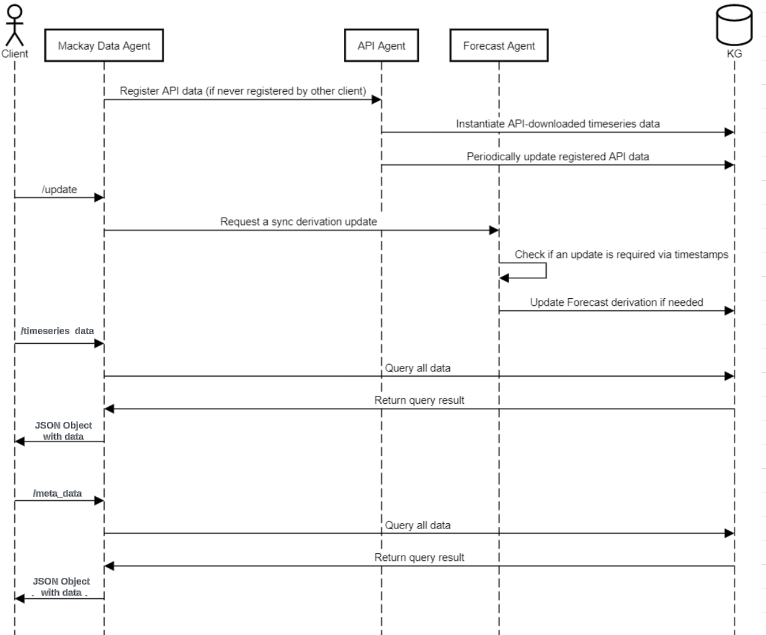 Client
Mackay Data Agent
API Agent
Forecast Agent
KG
Register API data (if never registered by other client)
Instantiate API-downloaded timeseries data
Periodically update registered API data
/update
Request a sync derivation update
Check if an update is required via timestamps
Update Forecast derivation if needed
/timeseries_data
Query all data
Return query result
JSON Object
with data
/meta_data
Query all data
Return query result
JSON Object
with data